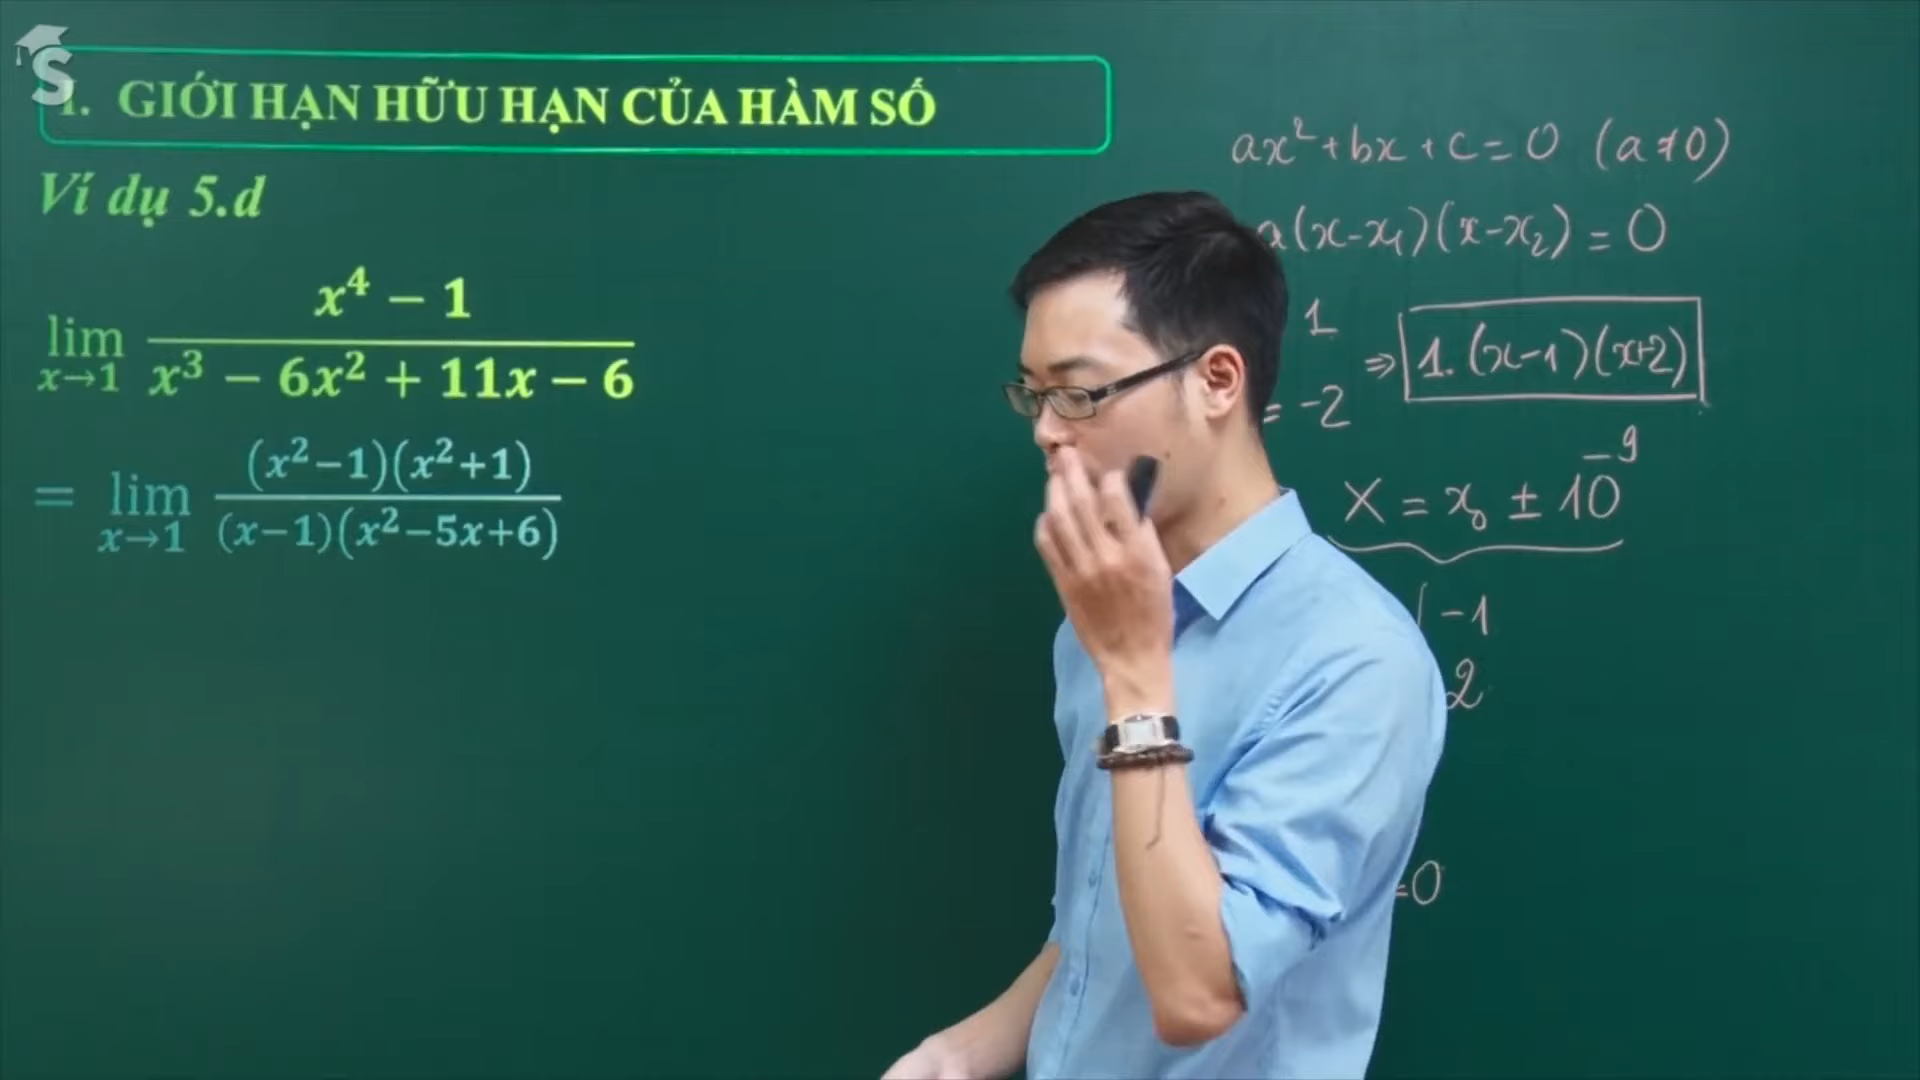 S
1. GIỚI HẠN HỮU HẠN CỦA HÀM SỐ
Ví dụ 5.d
lim x→1 (x⁴ − 1) / (x³ − 6x² + 11x − 6)
= lim x→1 (x²−1)(x²+1) / (x−1)(x²−5x+6)
ax² + bx + c = 0 (a ≠ 0)
a(x-x₁)(x-x₂) = 0
1
⇒ 1.(x-1)(x+2)
= -2
X = x₀ ± 10⁻⁹
-1
2
=0